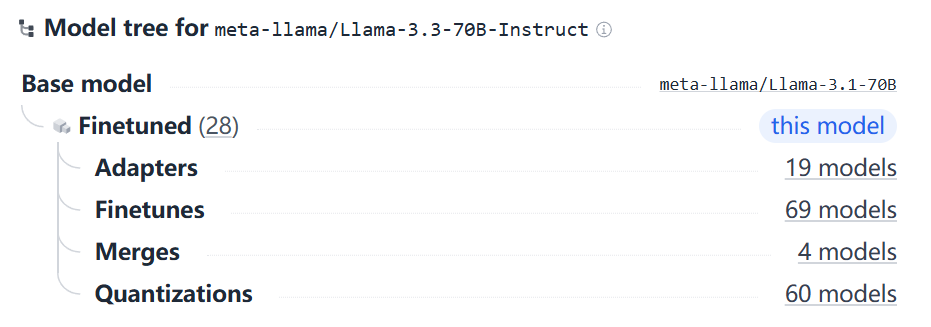 Model tree for meta-llama/Llama-3.3-70B-Instruct
Base model meta-llama/Llama-3.1-70B
Finetuned (28) this model
Adapters 19 models
Finetunes 69 models
Merges 4 models
Quantizations 60 models